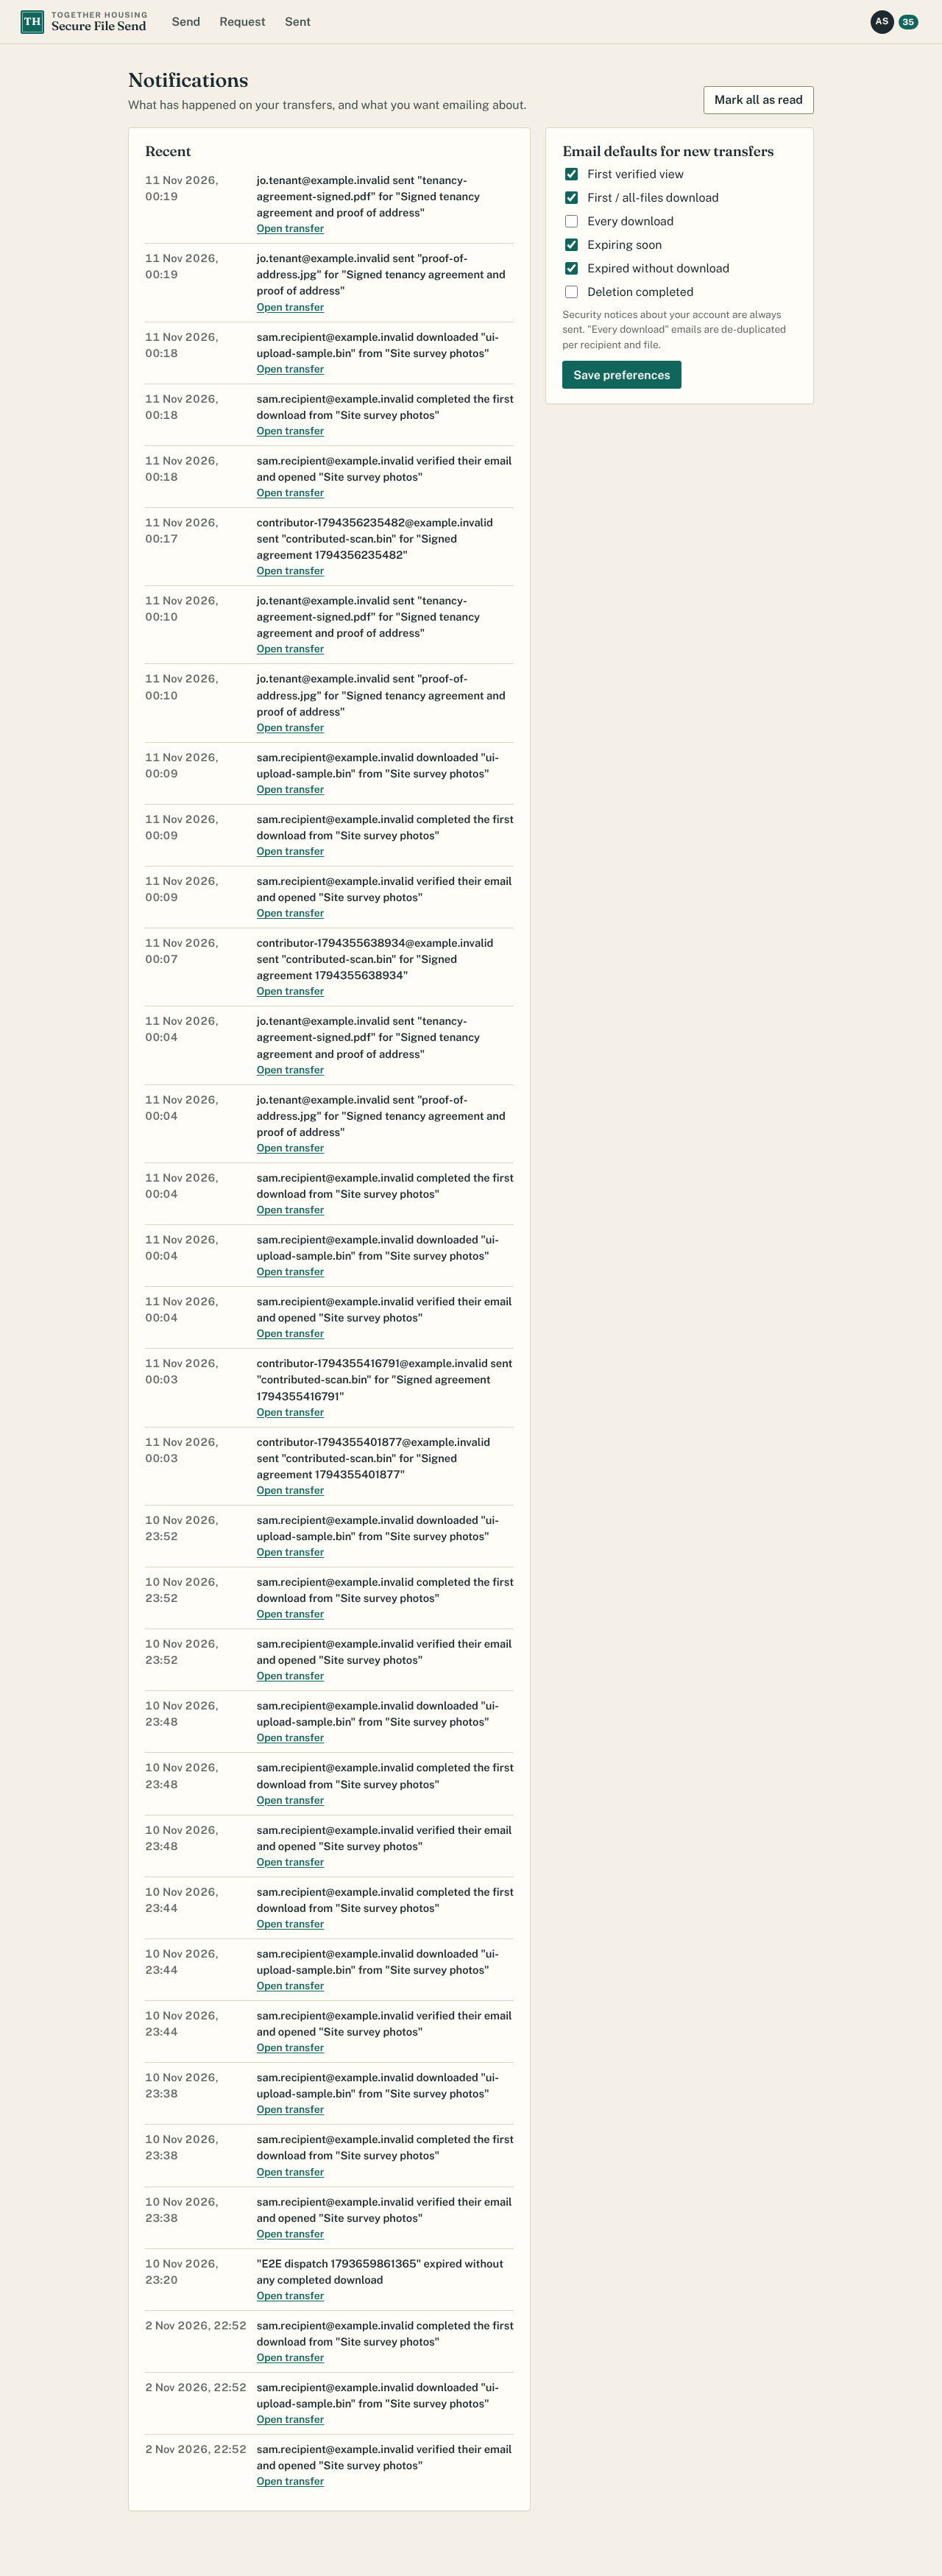 TH
TOGETHER HOUSING
Secure File Send
Send
Request
Sent
AS
35
Notifications
What has happened on your transfers, and what you want emailing about.
Mark all as read
Recent
11 Nov 2026,
00:19
jo.tenant@example.invalid sent "tenancy-
agreement-signed.pdf" for "Signed tenancy
agreement and proof of address"
Open transfer
11 Nov 2026,
00:19
jo.tenant@example.invalid sent "proof-of-
address.jpg" for "Signed tenancy agreement and
proof of address"
Open transfer
11 Nov 2026,
00:18
sam.recipient@example.invalid downloaded "ui-
upload-sample.bin" from "Site survey photos"
Open transfer
11 Nov 2026,
00:18
sam.recipient@example.invalid completed the first
download from "Site survey photos"
Open transfer
11 Nov 2026,
00:18
sam.recipient@example.invalid verified their email
and opened "Site survey photos"
Open transfer
11 Nov 2026,
00:17
contributor-1794356235482@example.invalid
sent "contributed-scan.bin" for "Signed
agreement 1794356235482"
Open transfer
11 Nov 2026,
00:10
jo.tenant@example.invalid sent "tenancy-
agreement-signed.pdf" for "Signed tenancy
agreement and proof of address"
Open transfer
11 Nov 2026,
00:10
jo.tenant@example.invalid sent "proof-of-
address.jpg" for "Signed tenancy agreement and
proof of address"
Open transfer
11 Nov 2026,
00:09
sam.recipient@example.invalid downloaded "ui-
upload-sample.bin" from "Site survey photos"
Open transfer
11 Nov 2026,
00:09
sam.recipient@example.invalid completed the first
download from "Site survey photos"
Open transfer
11 Nov 2026,
00:09
sam.recipient@example.invalid verified their email
and opened "Site survey photos"
Open transfer
11 Nov 2026,
00:07
contributor-1794355638934@example.invalid
sent "contributed-scan.bin" for "Signed
agreement 1794355638934"
Open transfer
11 Nov 2026,
00:04
jo.tenant@example.invalid sent "tenancy-
agreement-signed.pdf" for "Signed tenancy
agreement and proof of address"
Open transfer
11 Nov 2026,
00:04
jo.tenant@example.invalid sent "proof-of-
address.jpg" for "Signed tenancy agreement and
proof of address"
Open transfer
11 Nov 2026,
00:04
sam.recipient@example.invalid completed the first
download from "Site survey photos"
Open transfer
11 Nov 2026,
00:04
sam.recipient@example.invalid downloaded "ui-
upload-sample.bin" from "Site survey photos"
Open transfer
11 Nov 2026,
00:04
sam.recipient@example.invalid verified their email
and opened "Site survey photos"
Open transfer
11 Nov 2026,
00:03
contributor-1794355416791@example.invalid sent
"contributed-scan.bin" for "Signed agreement
1794355416791"
Open transfer
11 Nov 2026,
00:03
contributor-1794355401877@example.invalid
sent "contributed-scan.bin" for "Signed
agreement 1794355401877"
Open transfer
10 Nov 2026,
23:52
sam.recipient@example.invalid downloaded "ui-
upload-sample.bin" from "Site survey photos"
Open transfer
10 Nov 2026,
23:52
sam.recipient@example.invalid completed the first
download from "Site survey photos"
Open transfer
10 Nov 2026,
23:52
sam.recipient@example.invalid verified their email
and opened "Site survey photos"
Open transfer
10 Nov 2026,
23:48
sam.recipient@example.invalid downloaded "ui-
upload-sample.bin" from "Site survey photos"
Open transfer
10 Nov 2026,
23:48
sam.recipient@example.invalid completed the first
download from "Site survey photos"
Open transfer
10 Nov 2026,
23:48
sam.recipient@example.invalid verified their email
and opened "Site survey photos"
Open transfer
10 Nov 2026,
23:44
sam.recipient@example.invalid completed the first
download from "Site survey photos"
Open transfer
10 Nov 2026,
23:44
sam.recipient@example.invalid downloaded "ui-
upload-sample.bin" from "Site survey photos"
Open transfer
10 Nov 2026,
23:44
sam.recipient@example.invalid verified their email
and opened "Site survey photos"
Open transfer
10 Nov 2026,
23:38
sam.recipient@example.invalid downloaded "ui-
upload-sample.bin" from "Site survey photos"
Open transfer
10 Nov 2026,
23:38
sam.recipient@example.invalid completed the first
download from "Site survey photos"
Open transfer
10 Nov 2026,
23:38
sam.recipient@example.invalid verified their email
and opened "Site survey photos"
Open transfer
10 Nov 2026,
23:20
"E2E dispatch 1793659861365" expired without
any completed download
Open transfer
2 Nov 2026, 22:52
sam.recipient@example.invalid completed the first
download from "Site survey photos"
Open transfer
2 Nov 2026, 22:52
sam.recipient@example.invalid downloaded "ui-
upload-sample.bin" from "Site survey photos"
Open transfer
2 Nov 2026, 22:52
sam.recipient@example.invalid verified their email
and opened "Site survey photos"
Open transfer
Email defaults for new transfers
First verified view
First / all-files download
Every download
Expiring soon
Expired without download
Deletion completed
Security notices about your account are always
sent. "Every download" emails are de-duplicated
per recipient and file.
Save preferences